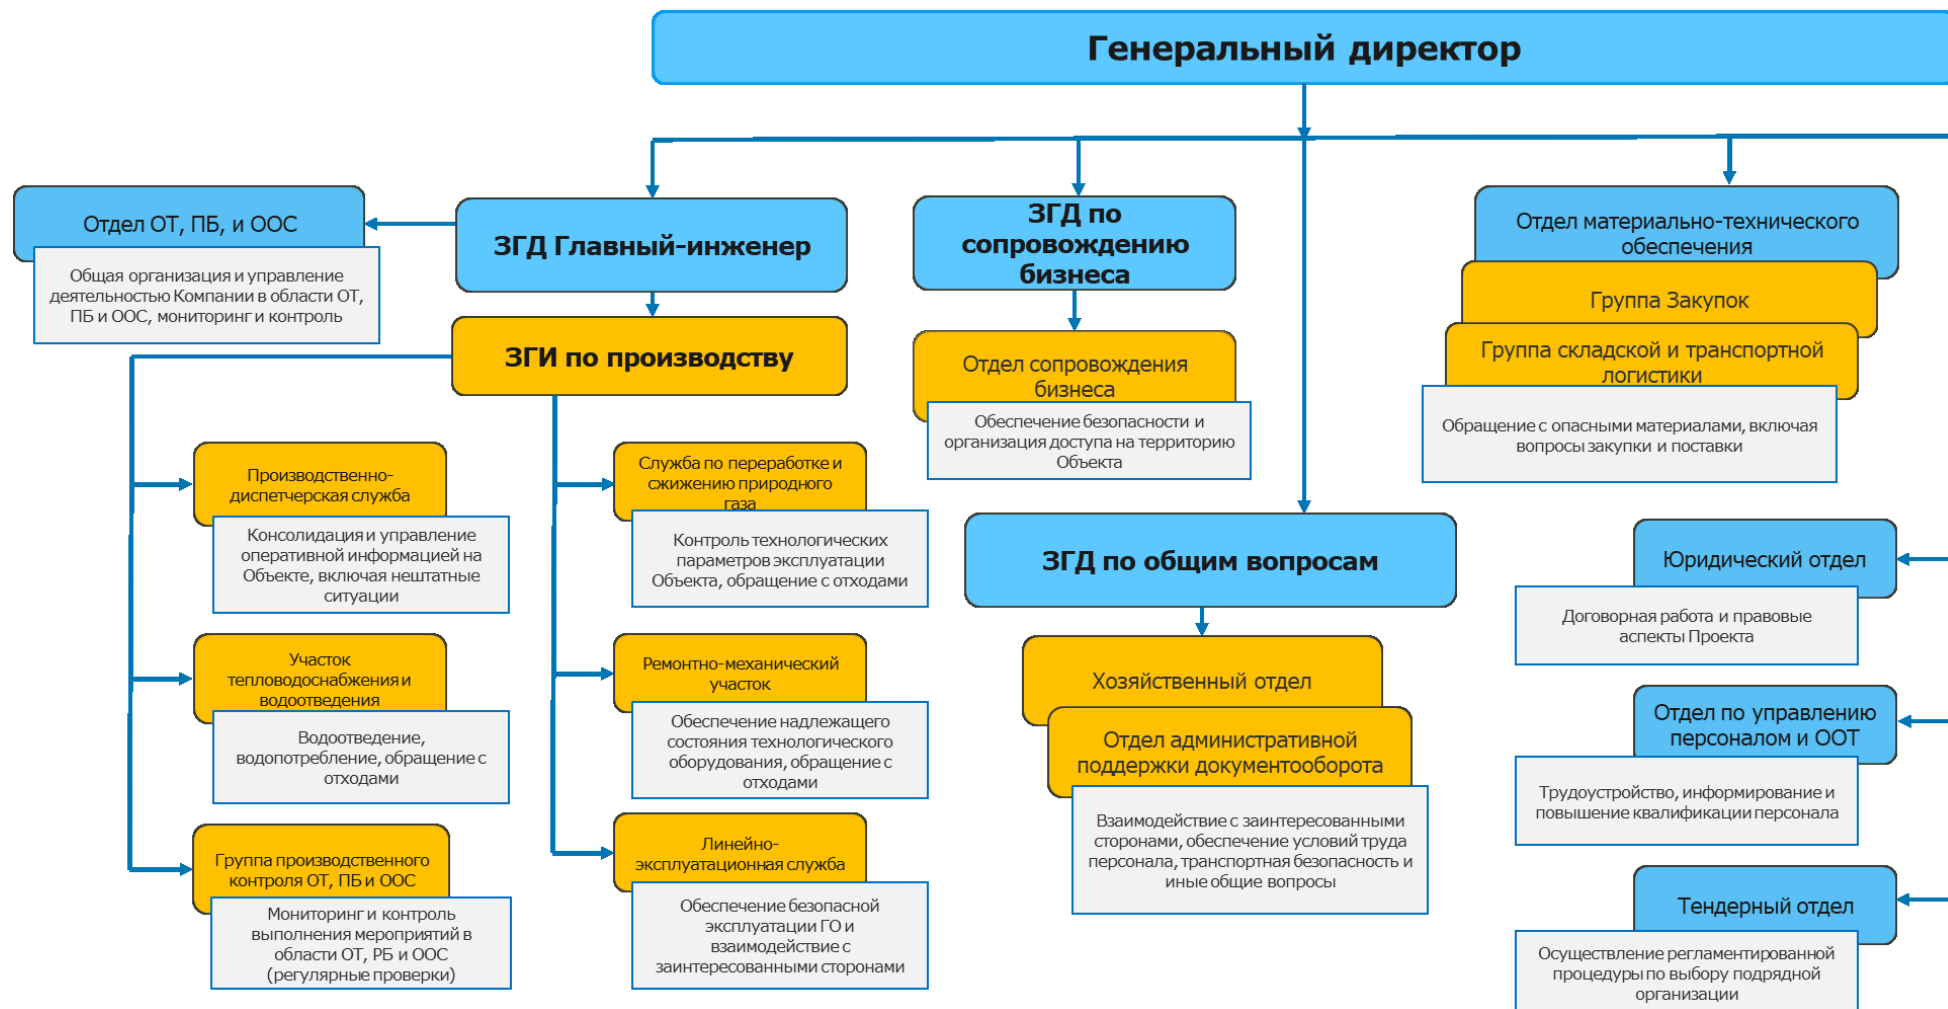 Генеральный директор
Отдел ОТ, ПБ, и ООС
Общая организация и управление
деятельностью Компании в области ОТ,
ПБ и ООС, мониторинг и контроль
ЗГД Главный-инженер
ЗГИ по производству
Производственно-
диспетчерская служба
Консолидация и управление
оперативной информацией на
Объекте, включая нештатные
ситуации
Участок
тепловодоснабжения и
водоотведения
Водоотведение,
водопотребление, обращение с
отходами
Группа производственного
контроля ОТ, ПБ и ООС
Мониторинг и контроль
выполнения мероприятий в
области ОТ, РБ и ООС
(регулярные проверки)
Служба по переработке и
сжижению природного
газа
Контроль технологических
параметров эксплуатации
Объекта, обращение с отходами
Ремонтно-механический
участок
Обеспечение надлежащего
состояния технологического
оборудования, обращение с
отходами
Линейно-
эксплуатационная служба
Обеспечение безопасной
эксплуатации ГО и
взаимодействие с
заинтересованными сторонами
ЗГД по
сопровождению
бизнеса
Отдел сопровождения
бизнеса
Обеспечение безопасности и
организация доступа на территорию
Объекта
ЗГД по общим вопросам
Хозяйственный отдел
Отдел административной
поддержки документооборота
Взаимодействие с заинтересованными
сторонами, обеспечение условий труда
персонала, транспортная безопасность и
иные общие вопросы
Отдел материально-технического
обеспечения
Группа Закупок
Группа складской и транспортной
логистики
Обращение с опасными материалами, включая
вопросы закупки и поставки
Юридический отдел
Договорная работа и правовые
аспекты Проекта
Отдел по управлению
персоналом и ООТ
Трудоустройство, информирование и
повышение квалификации персонала
Тендерный отдел
Осуществление регламентированной
процедуры по выбору подрядной
организации